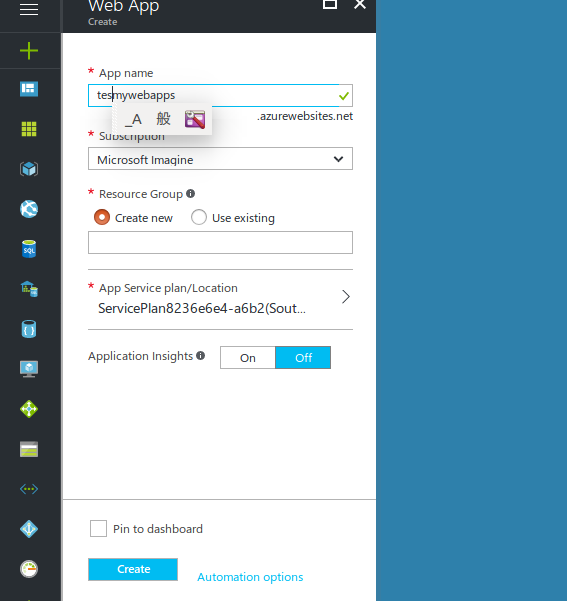 Web App
Create
* App name
tesmywebapps
.azurewebsites.net
_A 般
* Subscription
Microsoft Imagine
* Resource Group
Create new
Use existing
* App Service plan/Location
ServicePlan8236e6e4-a6b2(Sout...
Application Insights
On
Off
SQL
Pin to dashboard
Create
Automation options